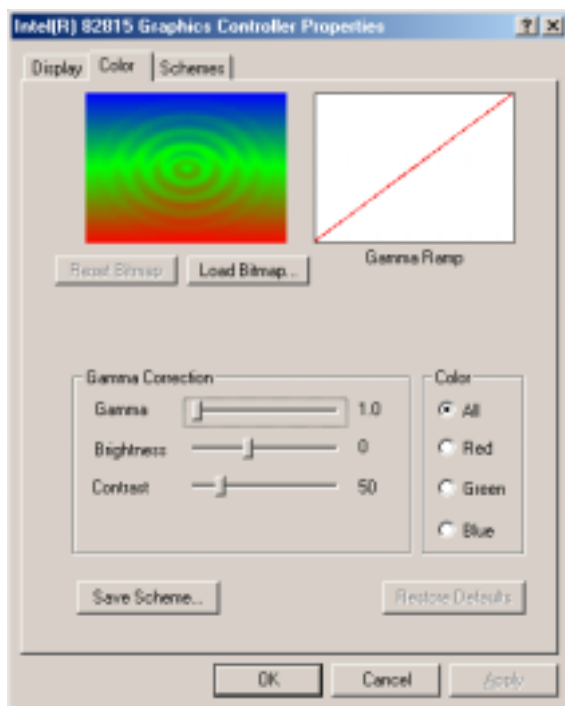 Intel(R) 82815 Graphics Controller Properties
Display Color Schemes
Reset Bitmap Load Bitmap...
Gamma Ramp
Gamma Correction
Gamma 1.0
Brightness 0
Contrast 50
Color
All
Red
Green
Blue
Save Scheme... Restore Defaults
OK Cancel Apply